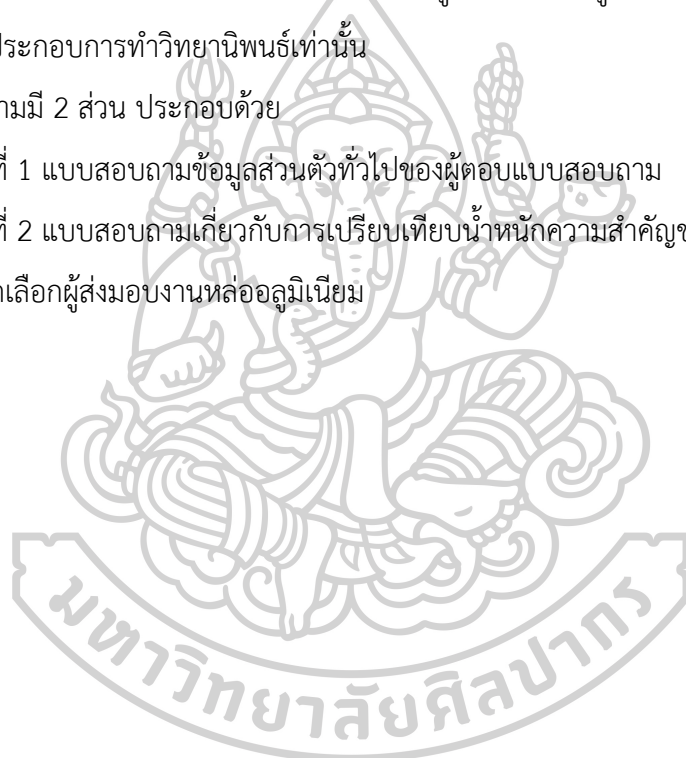 ประกอบการทำวิทยานิพนธ์เท่านั้น
ามมี 2 ส่วน ประกอบด้วย
ที่ 1 แบบสอบถามข้อมูลส่วนตัวทั่วไปของผู้ตอบแบบสอบถาม
ที่ 2 แบบสอบถามเกี่ยวกับการเปรียบเทียบน้ำหนักความสำคัญข
เลือกผู้ส่งมอบงานหล่ออลูมิเนียม
มหาวิทยาลัยศิลปากร